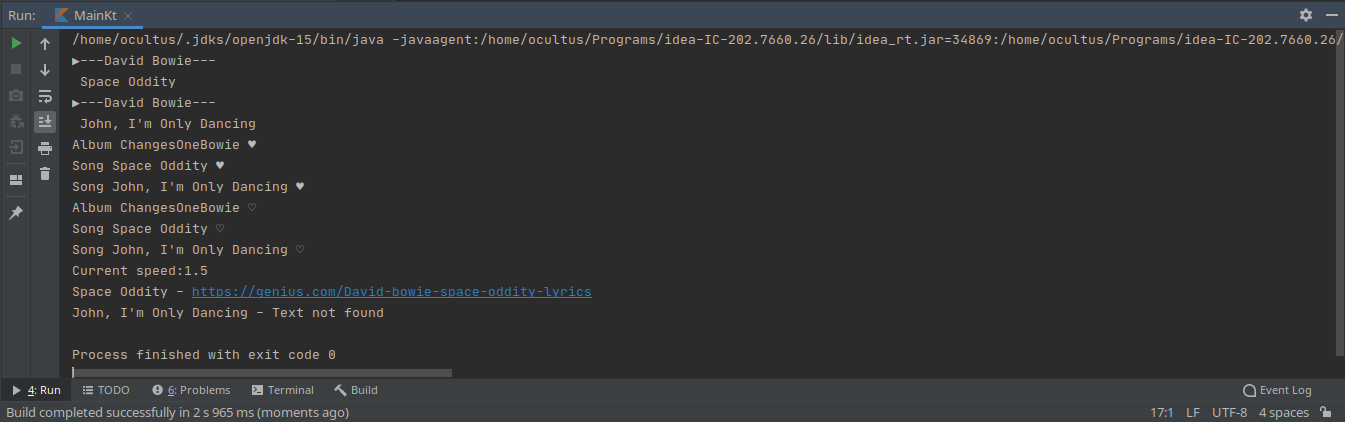 Run: MainKt
/home/ocultus/.jdks/openjdk-15/bin/java -javaagent:/home/ocultus/Programs/idea-IC-202.7660.26/lib/idea_rt.jar=34869:/home/ocultus/Programs/idea-IC-202.7660.26/
▶---David Bowie---
Space Oddity
▶---David Bowie---
John, I'm Only Dancing
Album ChangesOneBowie ♥
Song Space Oddity ♥
Song John, I'm Only Dancing ♥
Album ChangesOneBowie ♡
Song Space Oddity ♡
Song John, I'm Only Dancing ♡
Current speed:1.5
Space Oddity - https://genius.com/David-bowie-space-oddity-lyrics
John, I'm Only Dancing - Text not found
Process finished with exit code 0
4: Run TODO 6: Problems Terminal Build Event Log
Build completed successfully in 2 s 965 ms (moments ago) 17:1 LF UTF-8 4 spaces